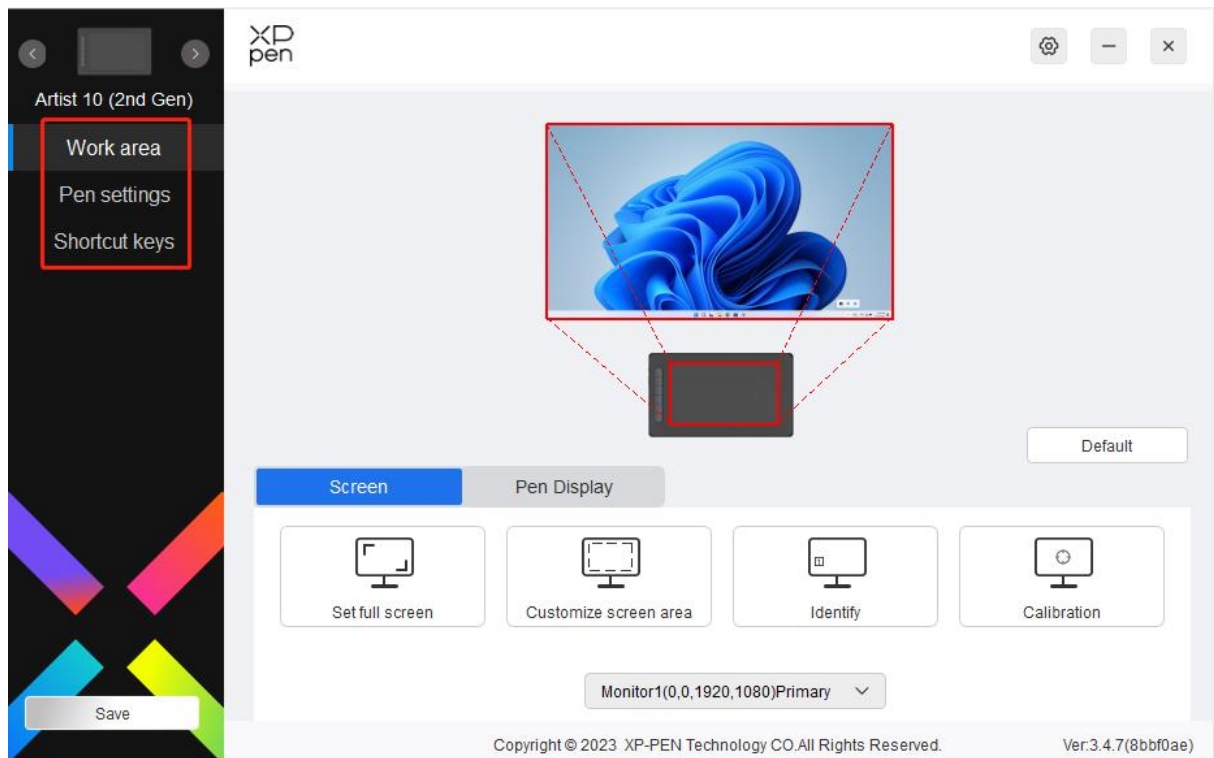 XP
pen
Artist 10 (2nd Gen)
Work area
Pen settings
Shortcut keys
Default
Screen
Pen Display
Set full screen
Customize screen area
Identify
Calibration
Monitor1(0,0,1920,1080)Primary
Save
Copyright © 2023 XP-PEN Technology CO.All Rights Reserved.
Ver:3.4.7(8bbf0ae)